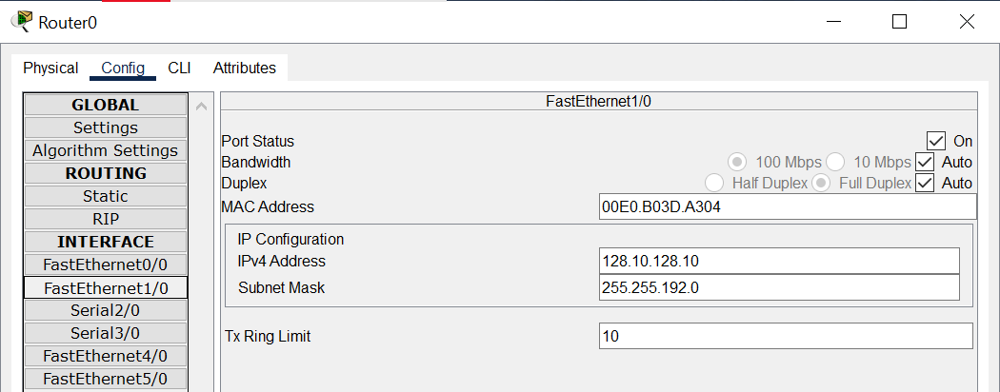 Router0
Physical Config CLI Attributes
GLOBAL
Settings
Algorithm Settings
ROUTING
Static
RIP
INTERFACE
FastEthernet0/0
FastEthernet1/0
Serial2/0
Serial3/0
FastEthernet4/0
FastEthernet5/0
FastEthernet1/0
Port Status On
Bandwidth 100 Mbps 10 Mbps Auto
Duplex Half Duplex Full Duplex Auto
MAC Address 00E0.B03D.A304
IP Configuration
IPv4 Address 128.10.128.10
Subnet Mask 255.255.192.0
Tx Ring Limit 10